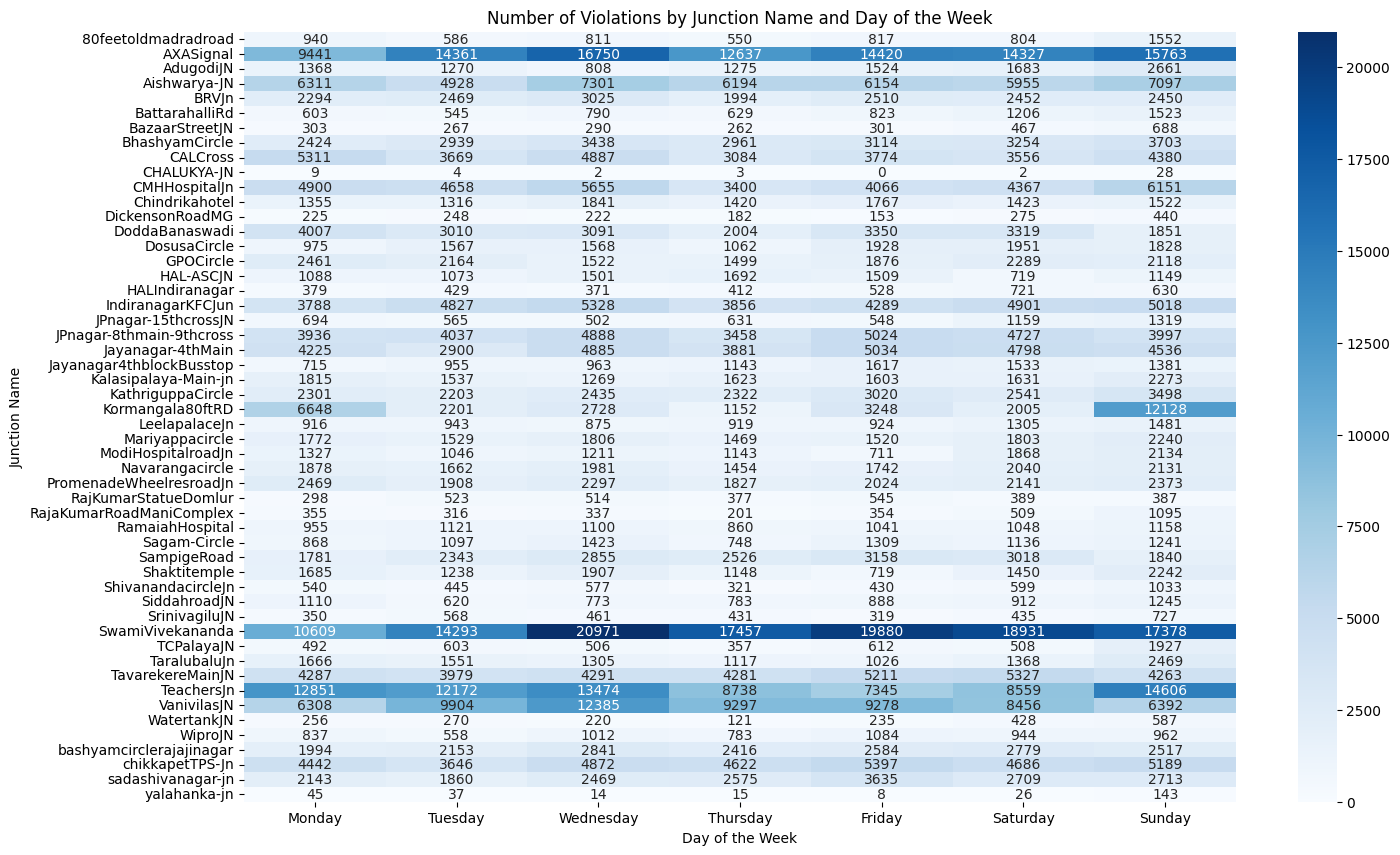 Number of Violations by Junction Name and Day of the Week
80feetoldmadradroad 940 586 811 550 817 804 1552
AXASignal 9441 14361 16750 12637 14420 14327 15763
AdugodiJN 1368 1270 808 1275 1524 1683 2661
Aishwarya-JN 6311 4928 7301 6194 6154 5955 7097
BRVJn 2294 2469 3025 1994 2510 2452 2450
BattarahalliRd 603 545 790 629 823 1206 1523
BazaarStreetJN 303 267 290 262 301 467 688
BhashyamCircle 2424 2939 3438 2961 3114 3254 3703
CALCross 5311 3669 4887 3084 3774 3556 4380
CHALUKYA-JN 9 4 2 3 0 2 28
CMHHospitalJn 4900 4658 5655 3400 4066 4367 6151
Chindrikahotel 1355 1316 1841 1420 1767 1423 1522
DickensonRoadMG 225 248 222 182 153 275 440
DoddaBanaswadi 4007 3010 3091 2004 3350 3319 1851
DosusaCircle 975 1567 1568 1062 1928 1951 1828
GPOCircle 2461 2164 1522 1499 1876 2289 2118
HAL-ASCJN 1088 1073 1501 1692 1509 719 1149
HALIndiranagar 379 429 371 412 528 721 630
IndiranagarKFCJun 3788 4827 5328 3856 4289 4901 5018
JPnagar-15thcrossJN 694 565 502 631 548 1159 1319
JPnagar-8thmain-9thcross 3936 4037 4888 3458 5024 4727 3997
Jayanagar-4thMain 4225 2900 4885 3881 5034 4798 4536
Jayanagar4thblockBusstop 715 955 963 1143 1617 1533 1381
Kalasipalaya-Main-jn 1815 1537 1269 1623 1603 1631 2273
KathriguppaCircle 2301 2203 2435 2322 3020 2541 3498
Kormangala80ftRD 6648 2201 2728 1152 3248 2005 12128
LeelapalaceJn 916 943 875 919 924 1305 1481
Mariyappacircle 1772 1529 1806 1469 1520 1803 2240
ModiHospitalroadJn 1327 1046 1211 1143 711 1868 2134
Navarangacircle 1878 1662 1981 1454 1742 2040 2131
PromenadeWheelresroadJn 2469 1908 2297 1827 2024 2141 2373
RajKumarStatueDomlur 298 523 514 377 545 389 387
RajaKumarRoadManiComplex 355 316 337 201 354 509 1095
RamaiahHospital 955 1121 1100 860 1041 1048 1158
Sagam-Circle 868 1097 1423 748 1309 1136 1241
SampigeRoad 1781 2343 2855 2526 3158 3018 1840
Shaktitemple 1685 1238 1907 1148 719 1450 2242
ShivanandacircleJn 540 445 577 321 430 599 1033
SiddahroadJN 1110 620 773 783 888 912 1245
SrinivagiluJN 350 568 461 431 319 435 727
SwamiVivekananda 10609 14293 20971 17457 19880 18931 17378
TCPalayaJN 492 603 506 357 612 508 1927
TaralubaluJn 1666 1551 1305 1117 1026 1368 2469
TavarekereMainJN 4287 3979 4291 4281 5211 5327 4263
TeachersJn 12851 12172 13474 8738 7345 8559 14606
VanivilasJN 6308 9904 12385 9297 9278 8456 6392
WatertankJN 256 270 220 121 235 428 587
WiproJN 837 558 1012 783 1084 944 962
bashyamcirclerajajinagar 1994 2153 2841 2416 2584 2779 2517
chikkapetTPS-Jn 4442 3646 4872 4622 5397 4686 5189
sadashivanagar-jn 2143 1860 2469 2575 3635 2709 2713
yalahanka-jn 45 37 14 15 8 26 143
Monday Tuesday Wednesday Thursday Friday Saturday Sunday
Day of the Week
Junction Name
20000
17500
15000
12500
10000
7500
5000
2500
0